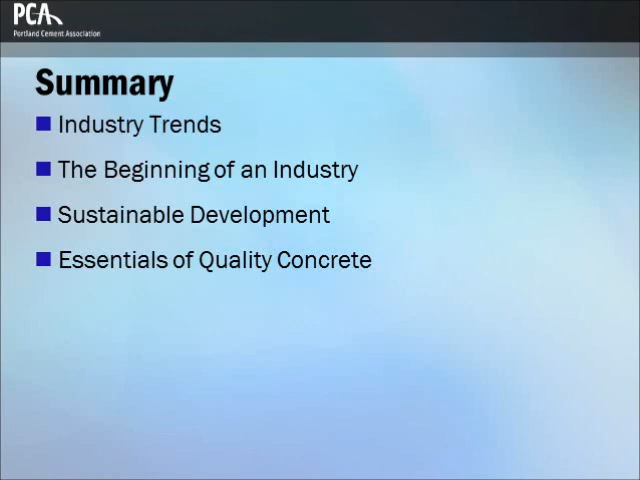 PCA
Portland Cement Association
Summary
Industry Trends
The Beginning of an Industry
Sustainable Development
Essentials of Quality Concrete